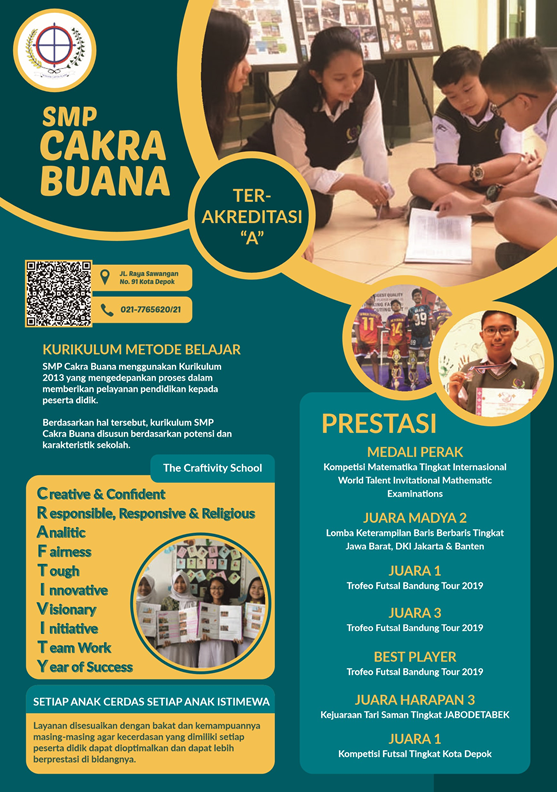 SMP
CAKRA
BUANA
TER-
AKREDITASI
“A”
JL. Raya Sawangan
No. 91 Kota Depok
021-7765620/21
KURIKULUM METODE BELAJAR
SMP Cakra Buana menggunakan Kurikulum
2013 yang mengedepankan proses dalam
memberikan pelayanan pendidikan kepada
peserta didik.
Berdasarkan hal tersebut, kurikulum SMP
Cakra Buana disusun berdasarkan potensi dan
karakteristik sekolah.
The Craftivity School
Creative & Confident
Responsible, Responsive & Religious
Analitic
Fairness
Tough
Innovative
Visionary
Initiative
Team Work
Year of Success
SETIAP ANAK CERDAS SETIAP ANAK ISTIMEWA
Layanan disesuaikan dengan bakat dan kemampuannya
masing-masing agar kecerdasan yang dimiliki setiap
peserta didik dapat dioptimalkan dan dapat lebih
berprestasi di bidangnya.
11
14
99
PRESTASI
MEDALI PERAK
Kompetisi Matematika Tingkat Internasional
World Talent Invitational Mathematic
Examinations
JUARA MADYA 2
Lomba Keterampilan Baris Berbaris Tingkat
Jawa Barat, DKI Jakarta & Banten
JUARA 1
Trofeo Futsal Bandung Tour 2019
JUARA 3
Trofeo Futsal Bandung Tour 2019
BEST PLAYER
Trofeo Futsal Bandung Tour 2019
JUARA HARAPAN 3
Kejuaraan Tari Saman Tingkat JABODETABEK
JUARA 1
Kompetisi Futsal Tingkat Kota Depok